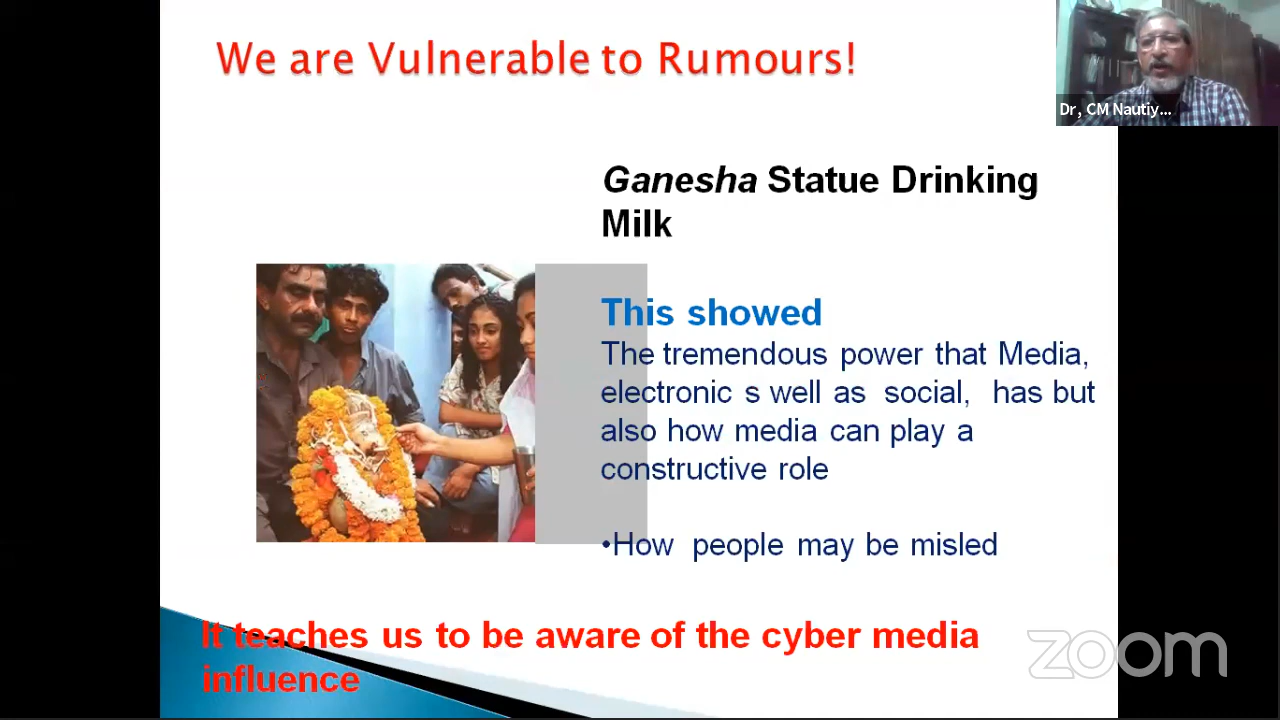 We are Vulnerable to Rumours!
Dr, CM Nautiy...
Ganesha Statue Drinking
Milk
This showed
The tremendous power that Media,
electronic s well as social, has but
also how media can play a
constructive role
•How people may be misled
It teaches us to be aware of the cyber media
influence
zoom